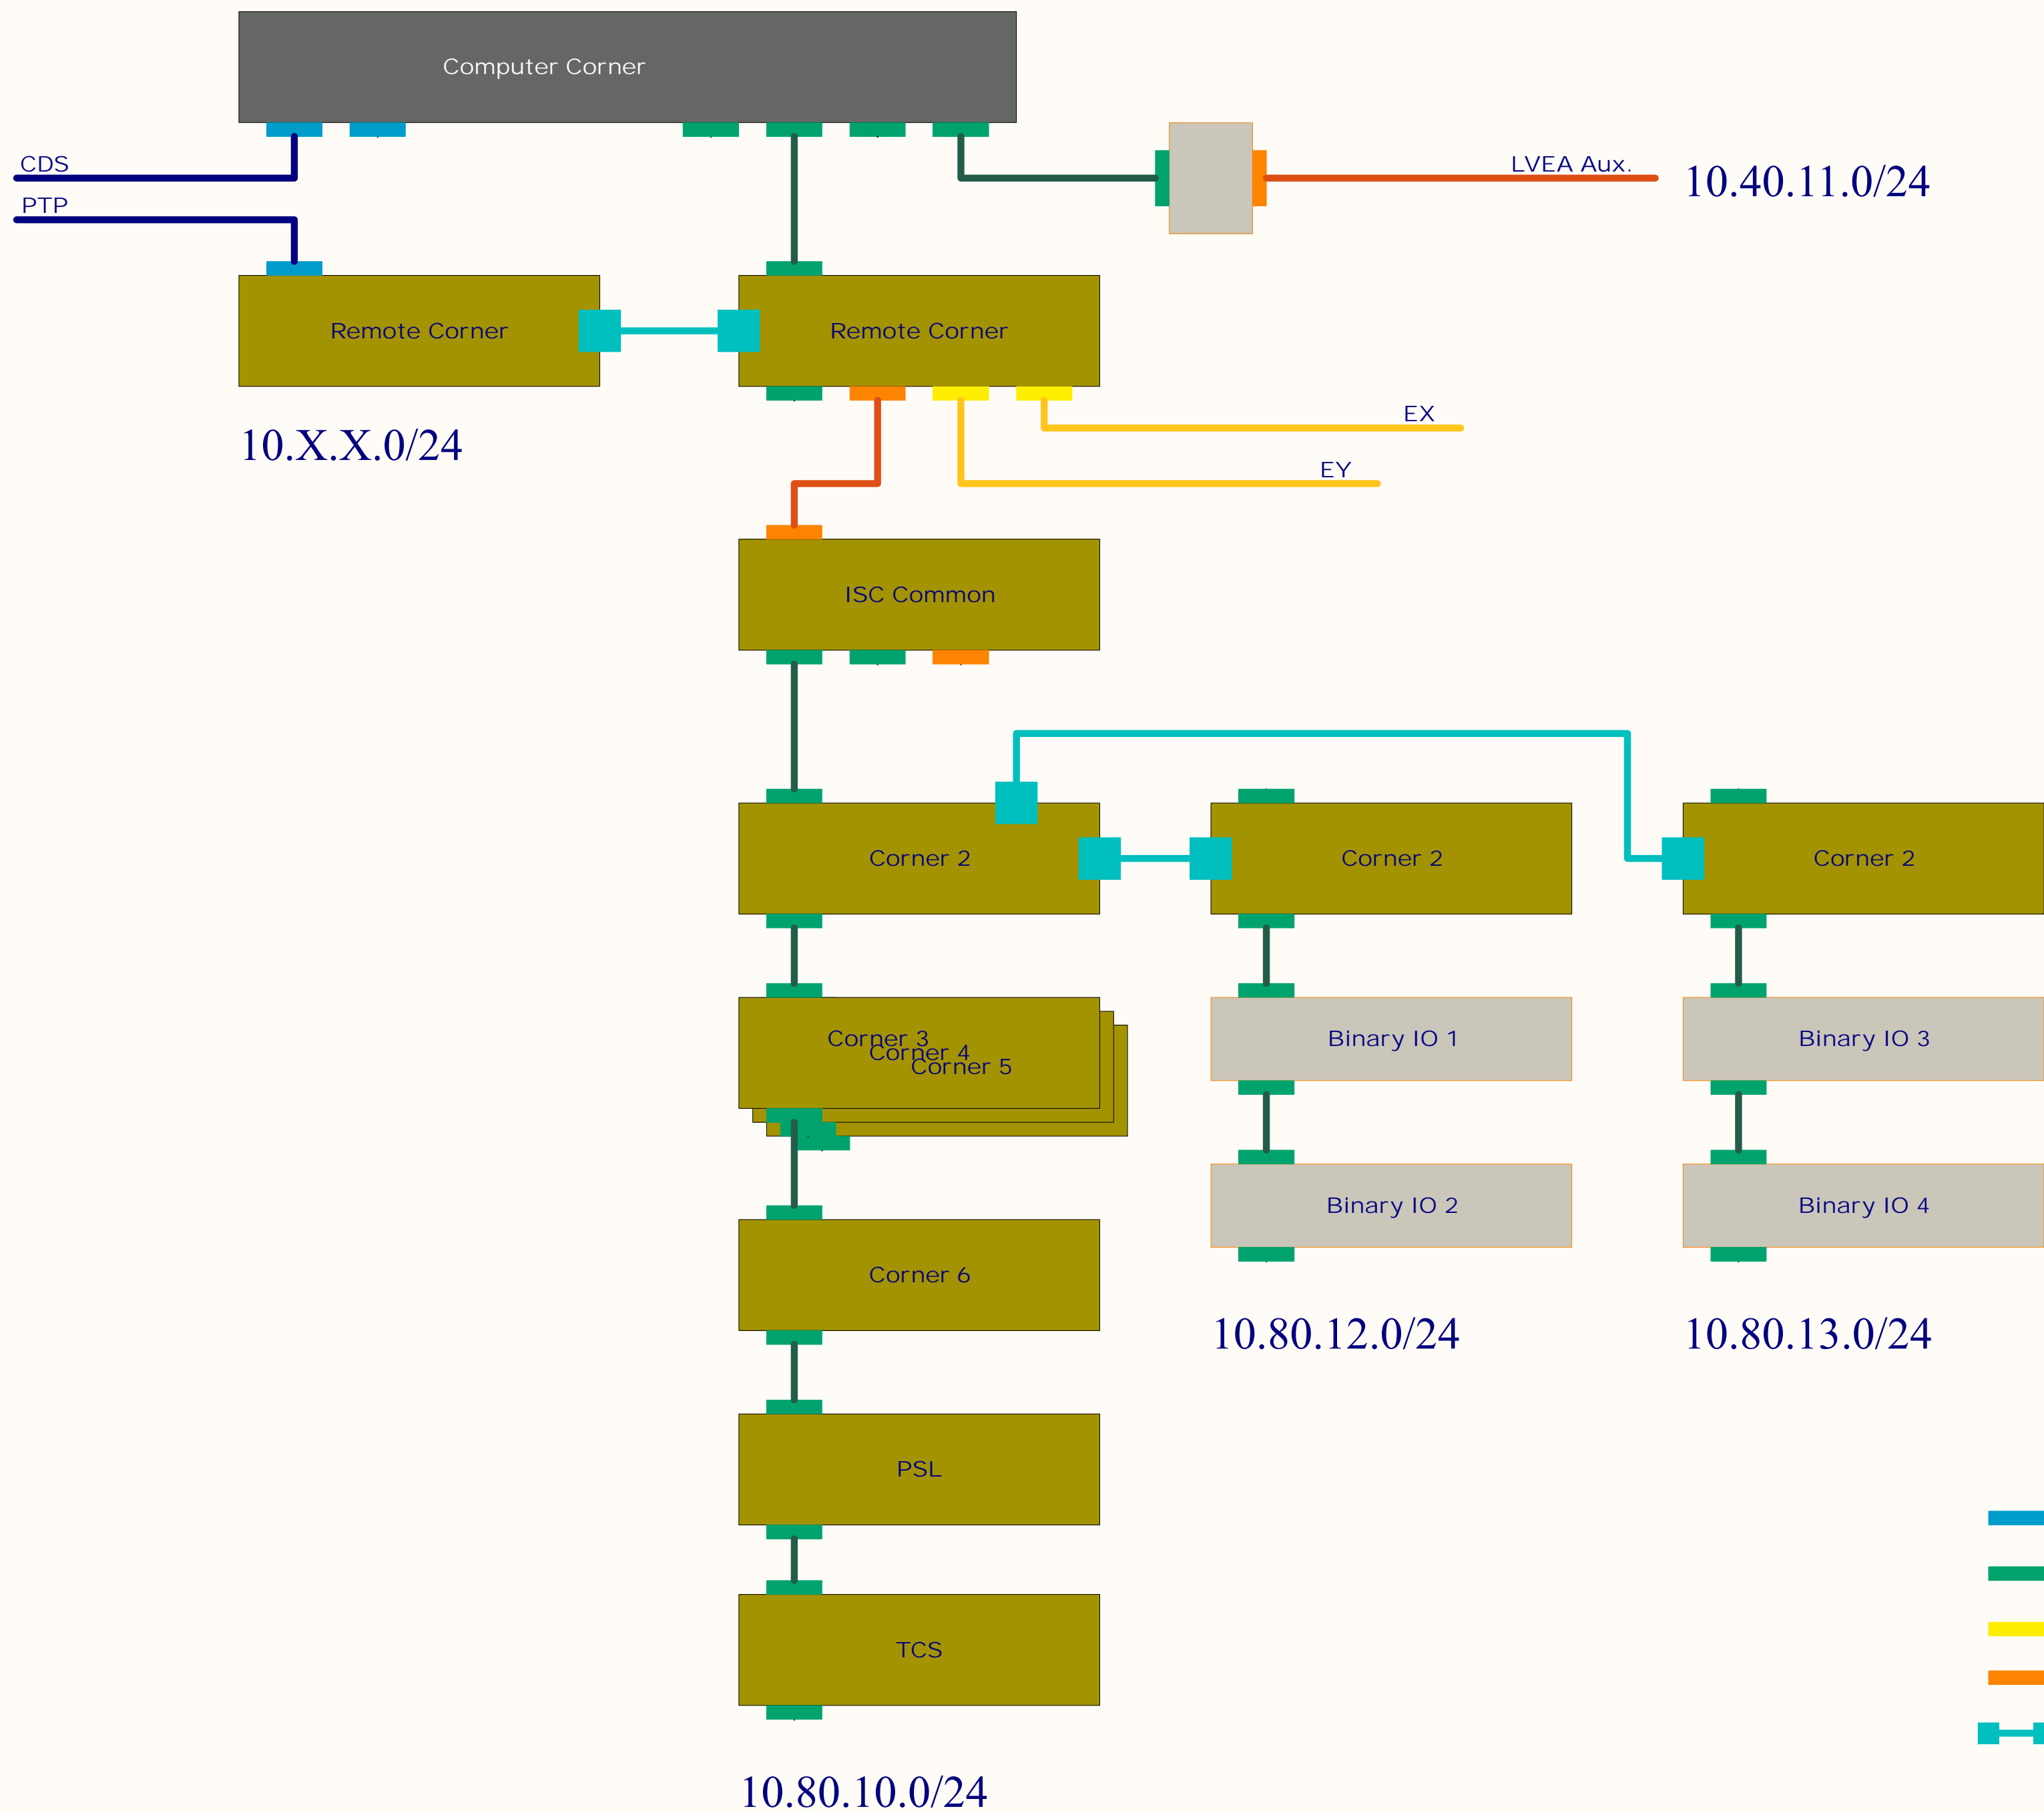 Computer Corner
CDS
PTP
LVEA Aux.
10.40.11.0/24
Remote Corner
Remote Corner
10.X.X.0/24
EX
EY
ISC Common
Corner 2
Corner 2
Corner 2
Corner 3
Corner 4
Corner 5
Binary IO 1
Binary IO 3
Binary IO 2
Binary IO 4
Corner 6
10.80.12.0/24
10.80.13.0/24
PSL
TCS
10.80.10.0/24